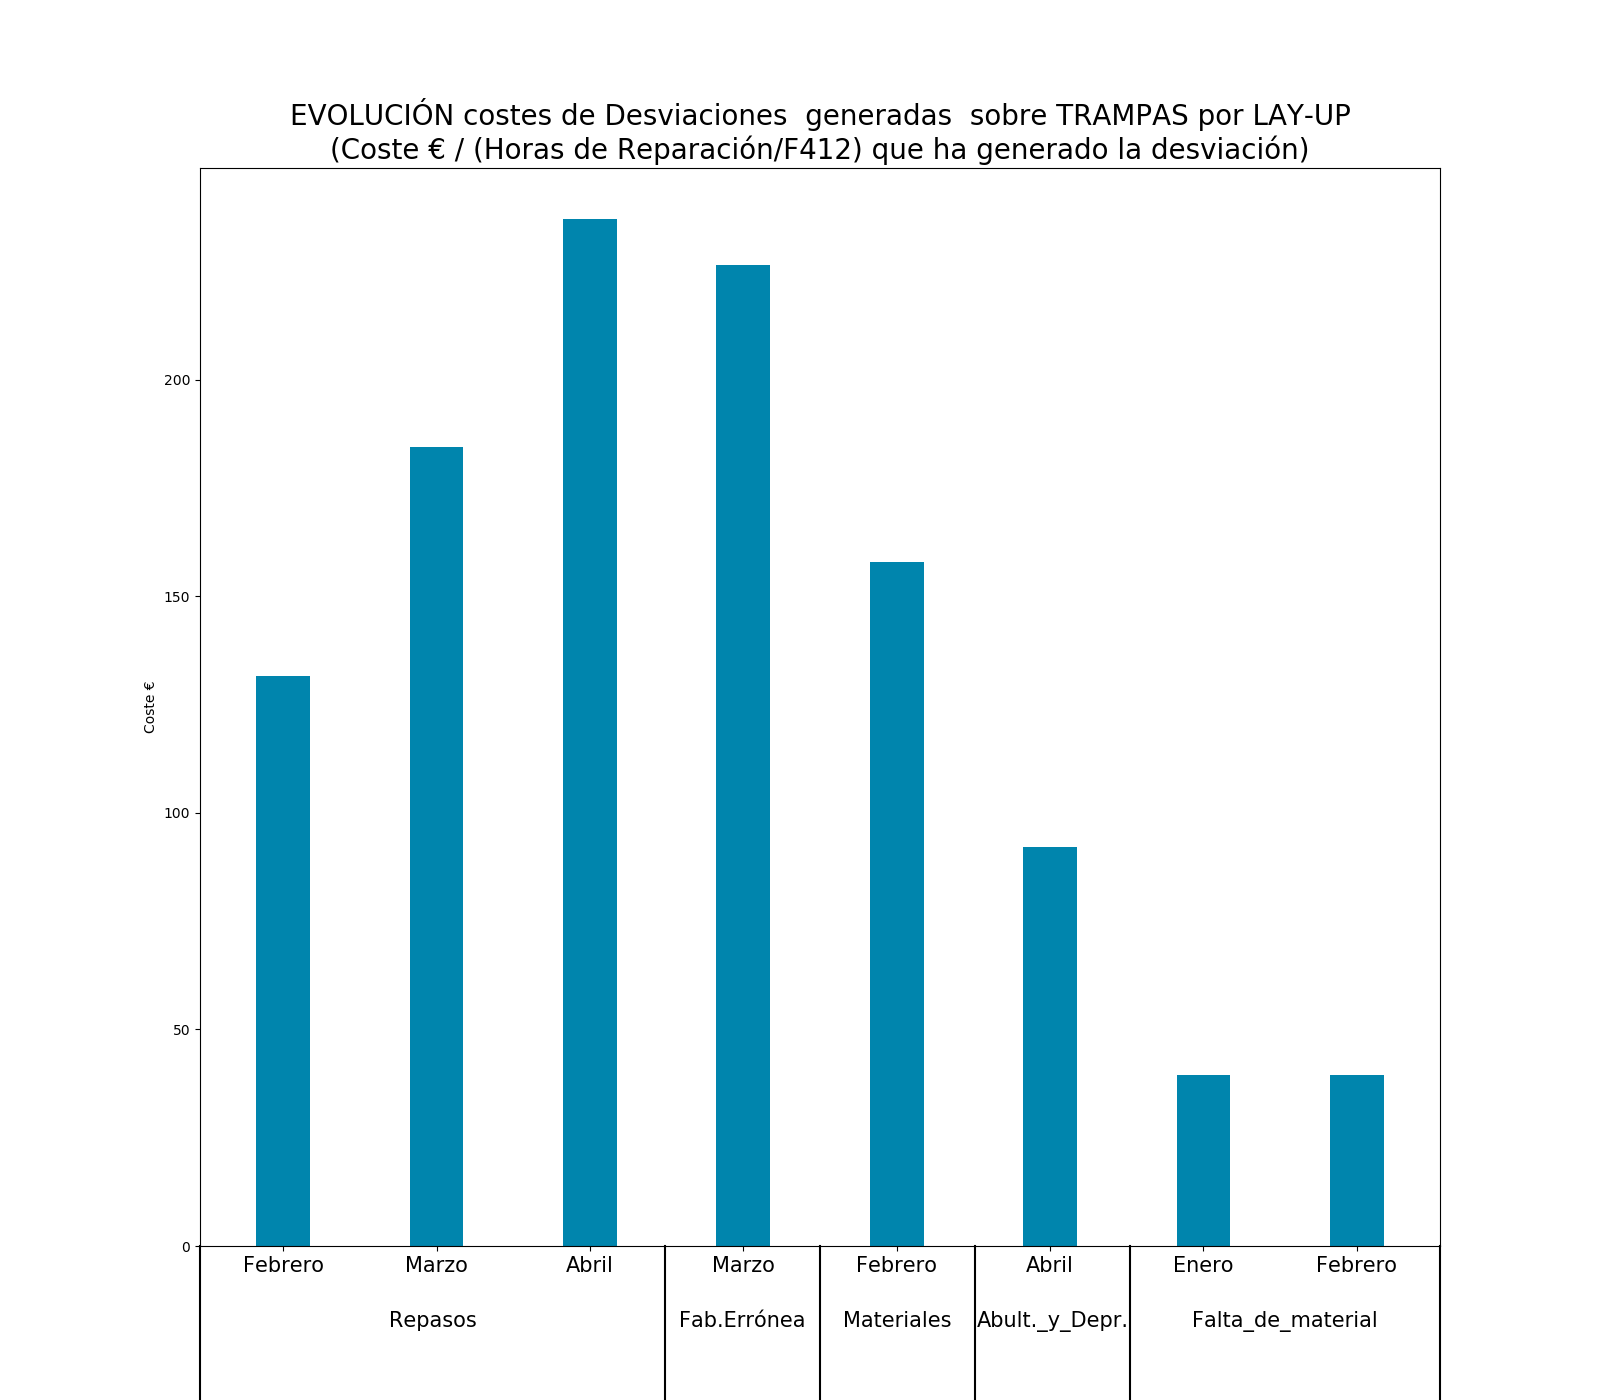 EVOLUCIÓN costes de Desviaciones  generadas  sobre TRAMPAS por LAY-UP
(Coste € / (Horas de Reparación/F412) que ha generado la desviación)
200
150
100
50
0
Coste €
Febrero Marzo Abril Marzo Febrero Abril Enero Febrero
Repasos Fab.Errónea Materiales Abult._y_Depr. Falta_de_material